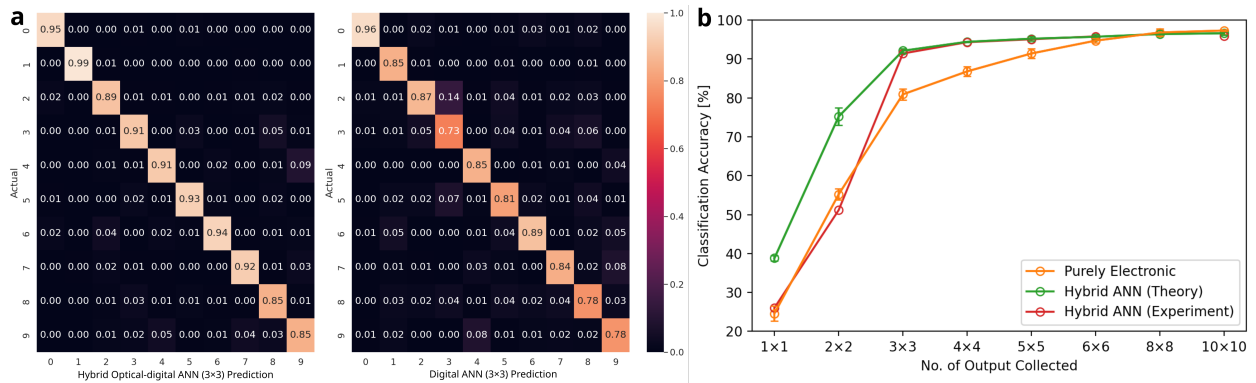 a
b
0 0.95 0.00 0.00 0.00 0.00 0.01 0.00 0.00 0.01 0.00
1 0.00 0.99 0.01 0.00 0.00 0.00 0.00 0.00 0.00 0.00
2 0.02 0.00 0.89 0.01 0.01 0.00 0.00 0.01 0.02 0.00
3 0.00 0.00 0.01 0.91 0.00 0.03 0.00 0.01 0.05 0.01
4 0.00 0.00 0.01 0.00 0.91 0.00 0.02 0.00 0.01 0.09
5 0.01 0.00 0.00 0.02 0.01 0.93 0.01 0.00 0.02 0.00
6 0.02 0.00 0.04 0.00 0.02 0.01 0.94 0.00 0.01 0.01
7 0.00 0.00 0.02 0.01 0.00 0.00 0.00 0.92 0.01 0.03
8 0.00 0.00 0.01 0.03 0.01 0.01 0.01 0.01 0.85 0.01
9 0.00 0.00 0.00 0.01 0.05 0.01 0.00 0.04 0.03 0.85
0 1 2 3 4 5 6 7 8 9
Actual
Hybrid Optical-digital ANN (3×3) Prediction
0 0.96 0.00 0.02 0.01 0.00 0.01 0.01 0.00 0.03 0.00
1 0.00 0.85 0.01 0.00 0.00 0.00 0.01 0.00 0.01 0.00
2 0.01 0.01 0.87 0.14 0.01 0.04 0.01 0.02 0.03 0.00
3 0.01 0.01 0.05 0.73 0.00 0.04 0.01 0.04 0.06 0.00
4 0.00 0.01 0.00 0.00 0.85 0.00 0.01 0.00 0.00 0.04
5 0.01 0.02 0.03 0.07 0.01 0.81 0.02 0.01 0.04 0.01
6 0.01 0.05 0.01 0.02 0.01 0.04 0.89 0.00 0.02 0.05
7 0.00 0.01 0.01 0.00 0.03 0.01 0.00 0.84 0.02 0.08
8 0.01 0.03 0.02 0.04 0.01 0.04 0.02 0.04 0.78 0.03
9 0.00 0.01 0.00 0.00 0.08 0.00 0.01 0.02 0.02 0.78
0 1 2 3 4 5 6 7 8 9
Actual
Digital ANN (3×3) Prediction
1.0
0.8
0.6
0.4
0.2
0.0
Classification Accuracy [%]
100
90
80
70
60
50
40
30
20
Purely Electronic
Hybrid ANN (Theory)
Hybrid ANN (Experiment)
1×1 2×2 3×3 4×4 5×5 6×6 8×8 10×10
No. of Output Collected